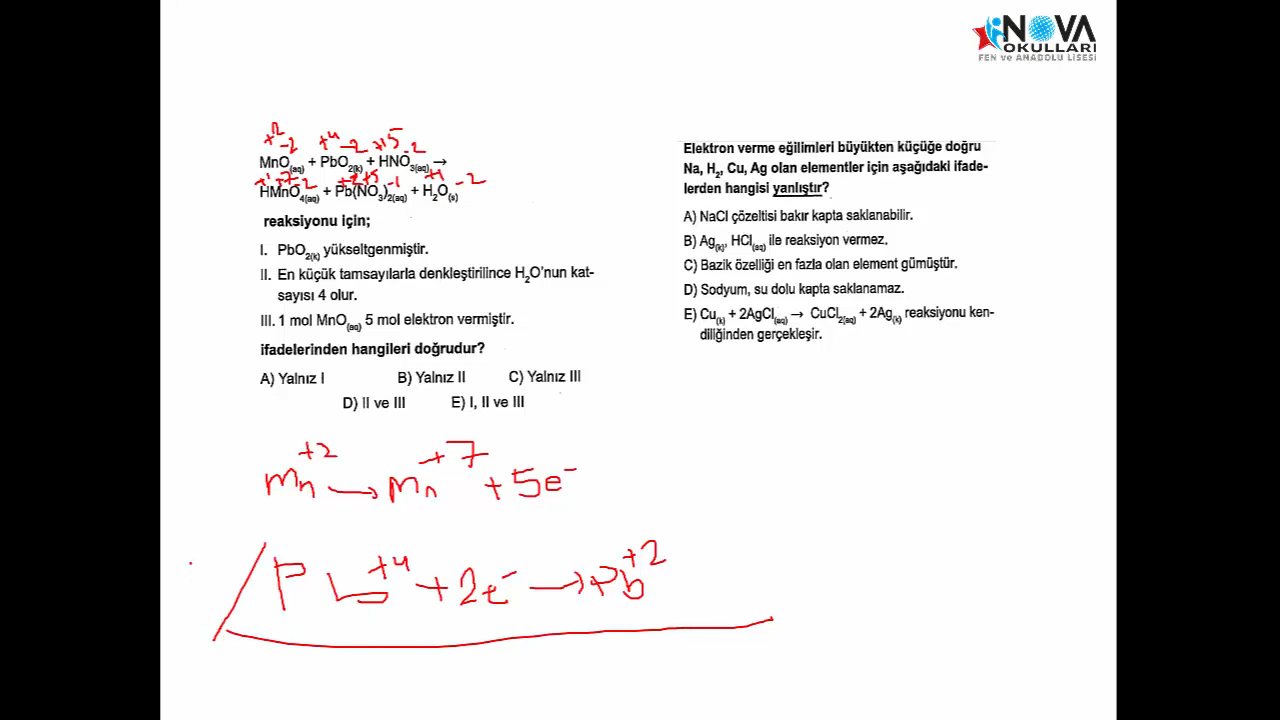 NOVA
OKULLARI
FEN ve ANADOLU LİSESİ
+2 -2 +4 -2 +5 -2
MnO(aq) + PbO2(k) + HNO3(aq) →
+1 +7 -2 +2 +5 -1 +1 -2
HMnO4(aq) + Pb(NO3)2(aq) + H2O(s)
reaksiyonu için;
I. PbO2(k) yükseltgenmiştir.
II. En küçük tamsayılarla denkleştirilince H2O'nun kat-
sayısı 4 olur.
III. 1 mol MnO(aq) 5 mol elektron vermiştir.
ifadelerinden hangileri doğrudur?
A) Yalnız I B) Yalnız II C) Yalnız III
D) II ve III E) I, II ve III
Mn+2 → Mn+7 + 5e-
Pb+4 + 2e- → Pb+2
Elektron verme eğilimleri büyükten küçüğe doğru
Na, H2, Cu, Ag olan elementler için aşağıdaki ifade-
lerden hangisi yanlıştır?
A) NaCl çözeltisi bakır kapta saklanabilir.
B) Ag(k), HCl(aq) ile reaksiyon vermez.
C) Bazik özelliği en fazla olan element gümüştür.
D) Sodyum, su dolu kapta saklanamaz.
E) Cu(k) + 2AgCl(aq) → CuCl2(aq) + 2Ag(k) reaksiyonu ken-
diliğinden gerçekleşir.